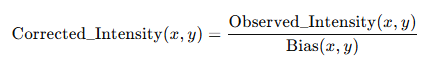 Corrected_Intensity(x, y) = Observed_Intensity(x, y) / Bias(x, y)